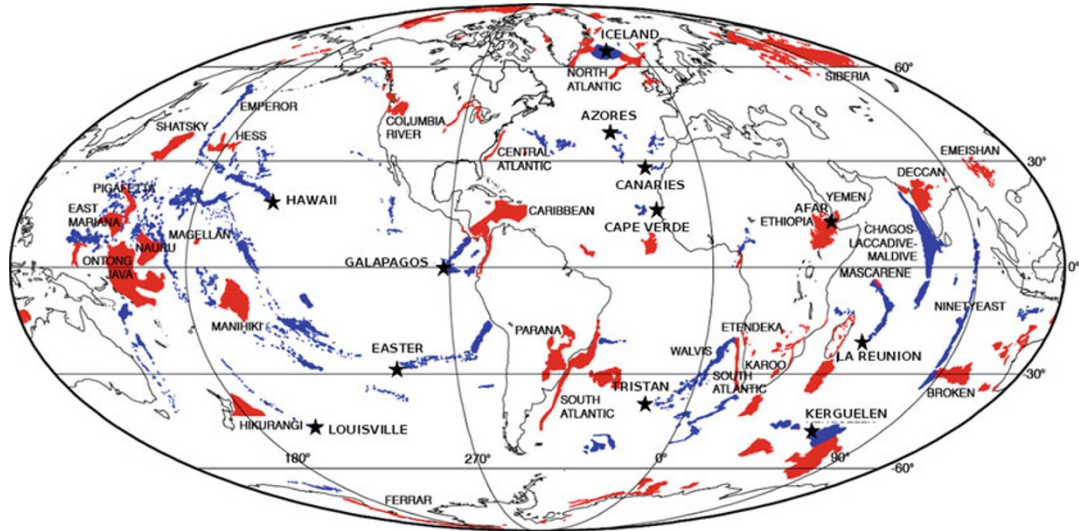 ICELAND
NORTH
ATLANTIC
60°
SIBERIA
EMPEROR
SHATSKY
HESS
COLUMBIA
RIVER
AZORES
CENTRAL
ATLANTIC
30°
EMEISHAN
DECCAN
CANARIES
PIGAFETTA
HAWAII
EAST
MARIANA
MAGELLAN
NAURU
ONTONG
JAVA
CARIBBEAN
CAPE VERDE
YEMEN
AFAR
ETHIOPIA
CHAGOS
LACCADIVE-
MALDIVE
MASCARENE
GALAPAGOS
0°
MANIHIKI
NINETYEAST
PARANA
ETENDEKA
EASTER
WALVIS
KAROO
LA REUNION
-30°
TRISTAN
SOUTH
ATLANTIC
SOUTH
ATLANTIC
BROKEN
HIKURANGI
LOUISVILLE
KERGUELEN
180°
270°
0°
90°
-60°
FERRAR